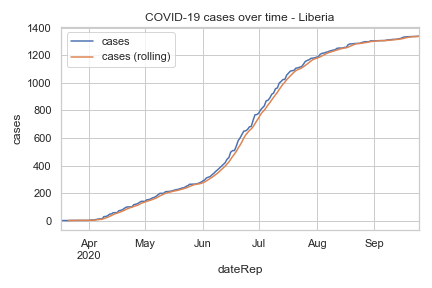 COVID-19 cases over time - Liberia
cases
cases (rolling)
1400
1200
1000
800
600
400
200
0
cases
Apr
2020
May
Jun
Jul
Aug
Sep
dateRep